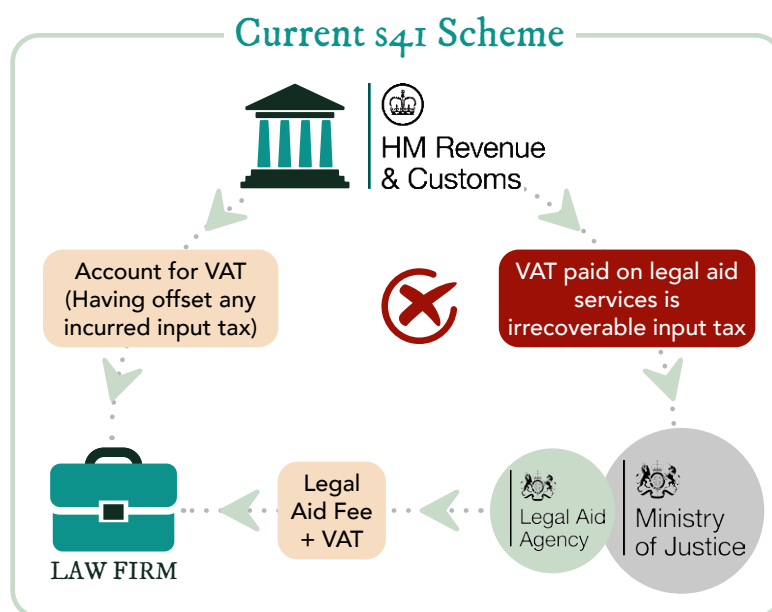 Current s41 Scheme
HM Revenue
& Customs
Account for VAT
(Having offset any
incurred input tax)
VAT paid on legal aid
services is
irrecoverable input tax
Legal
Aid Fee
+ VAT
Legal Aid
Agency
Ministry
of Justice
LAW FIRM